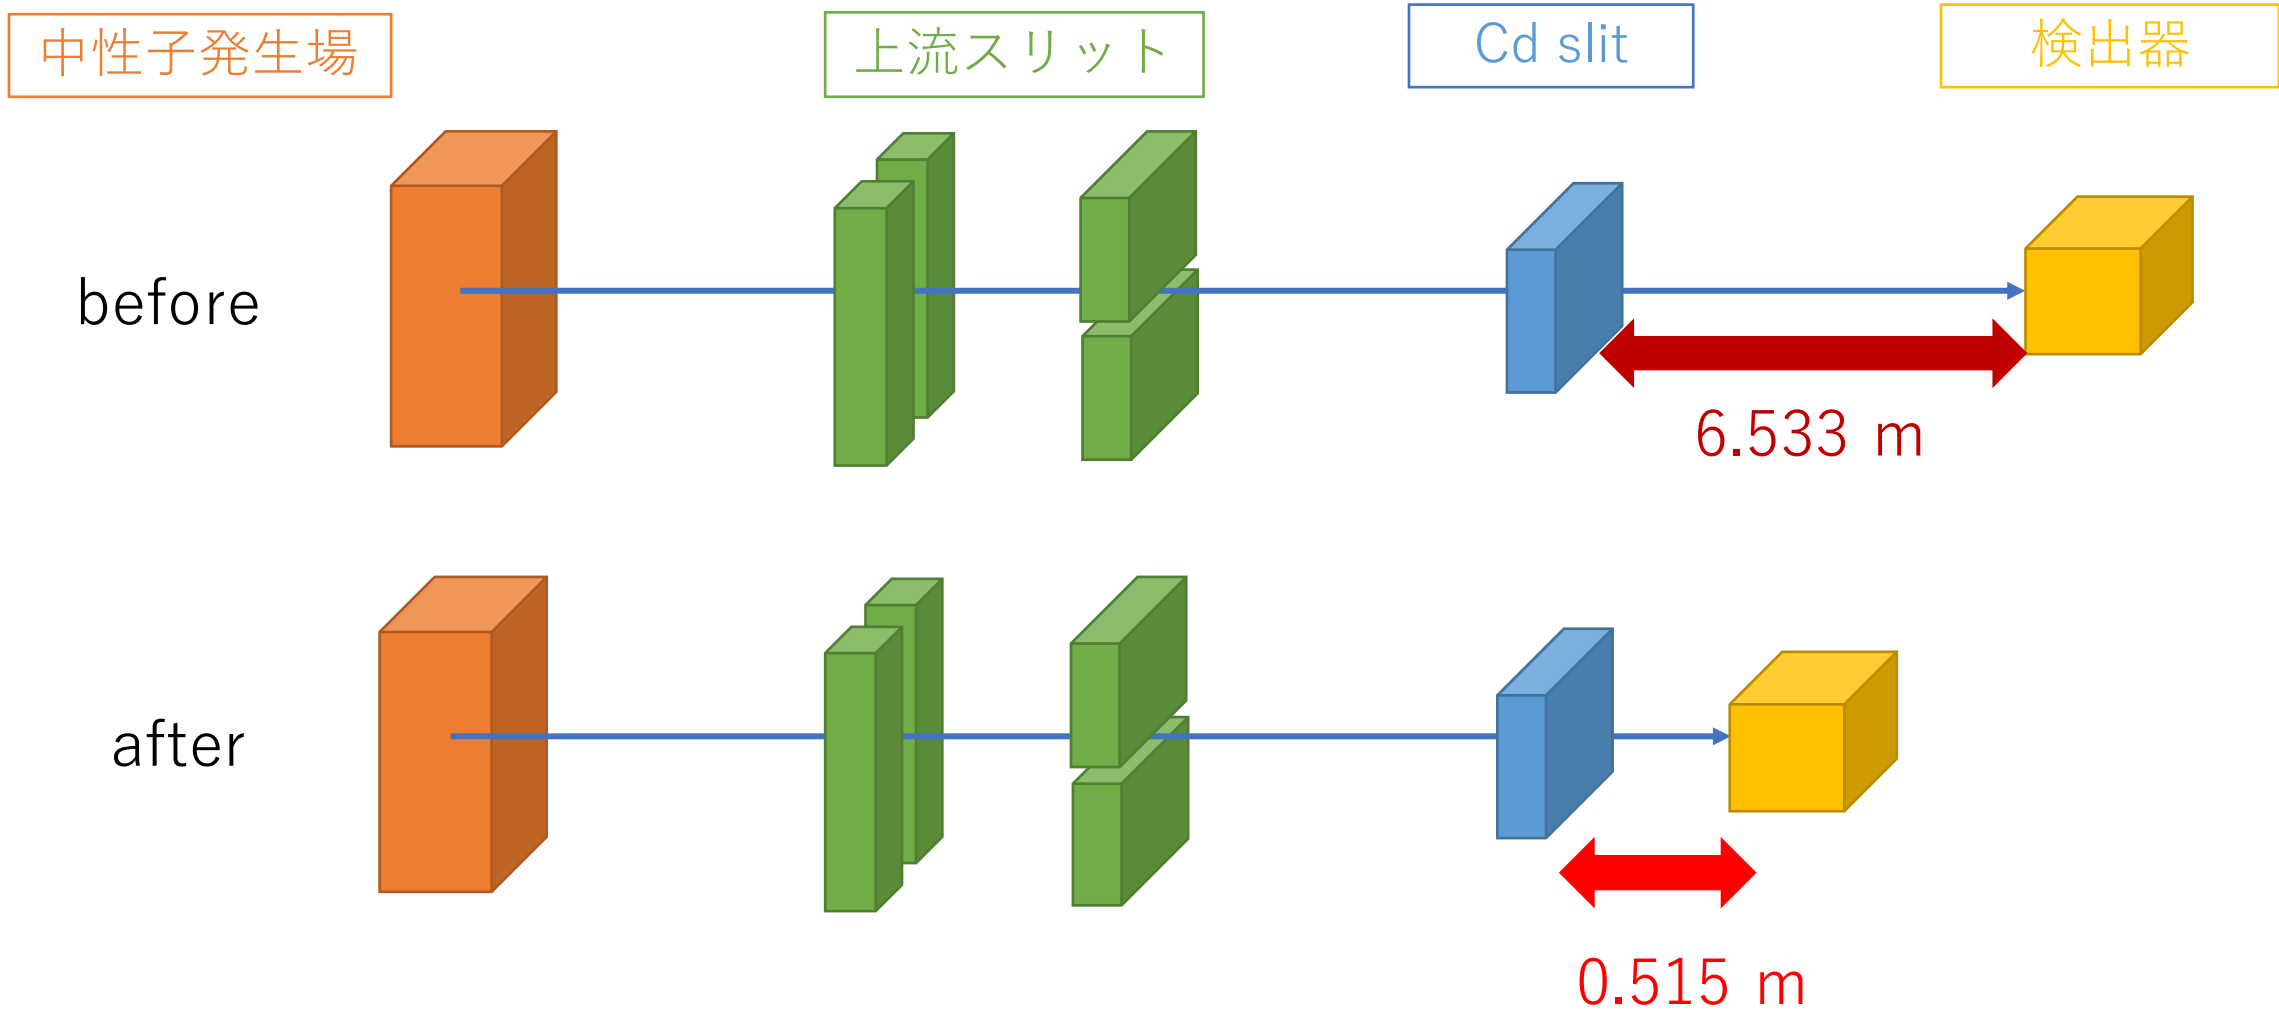 中性子発生場
上流スリット
Cd slit
検出器
before
6.533 m
after
0.515 m